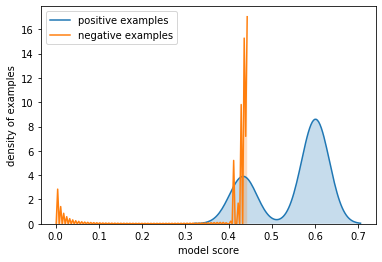 positive examples
negative examples
16
14
12
10
8
6
4
2
0
density of examples
0.0 0.1 0.2 0.3 0.4 0.5 0.6 0.7
model score